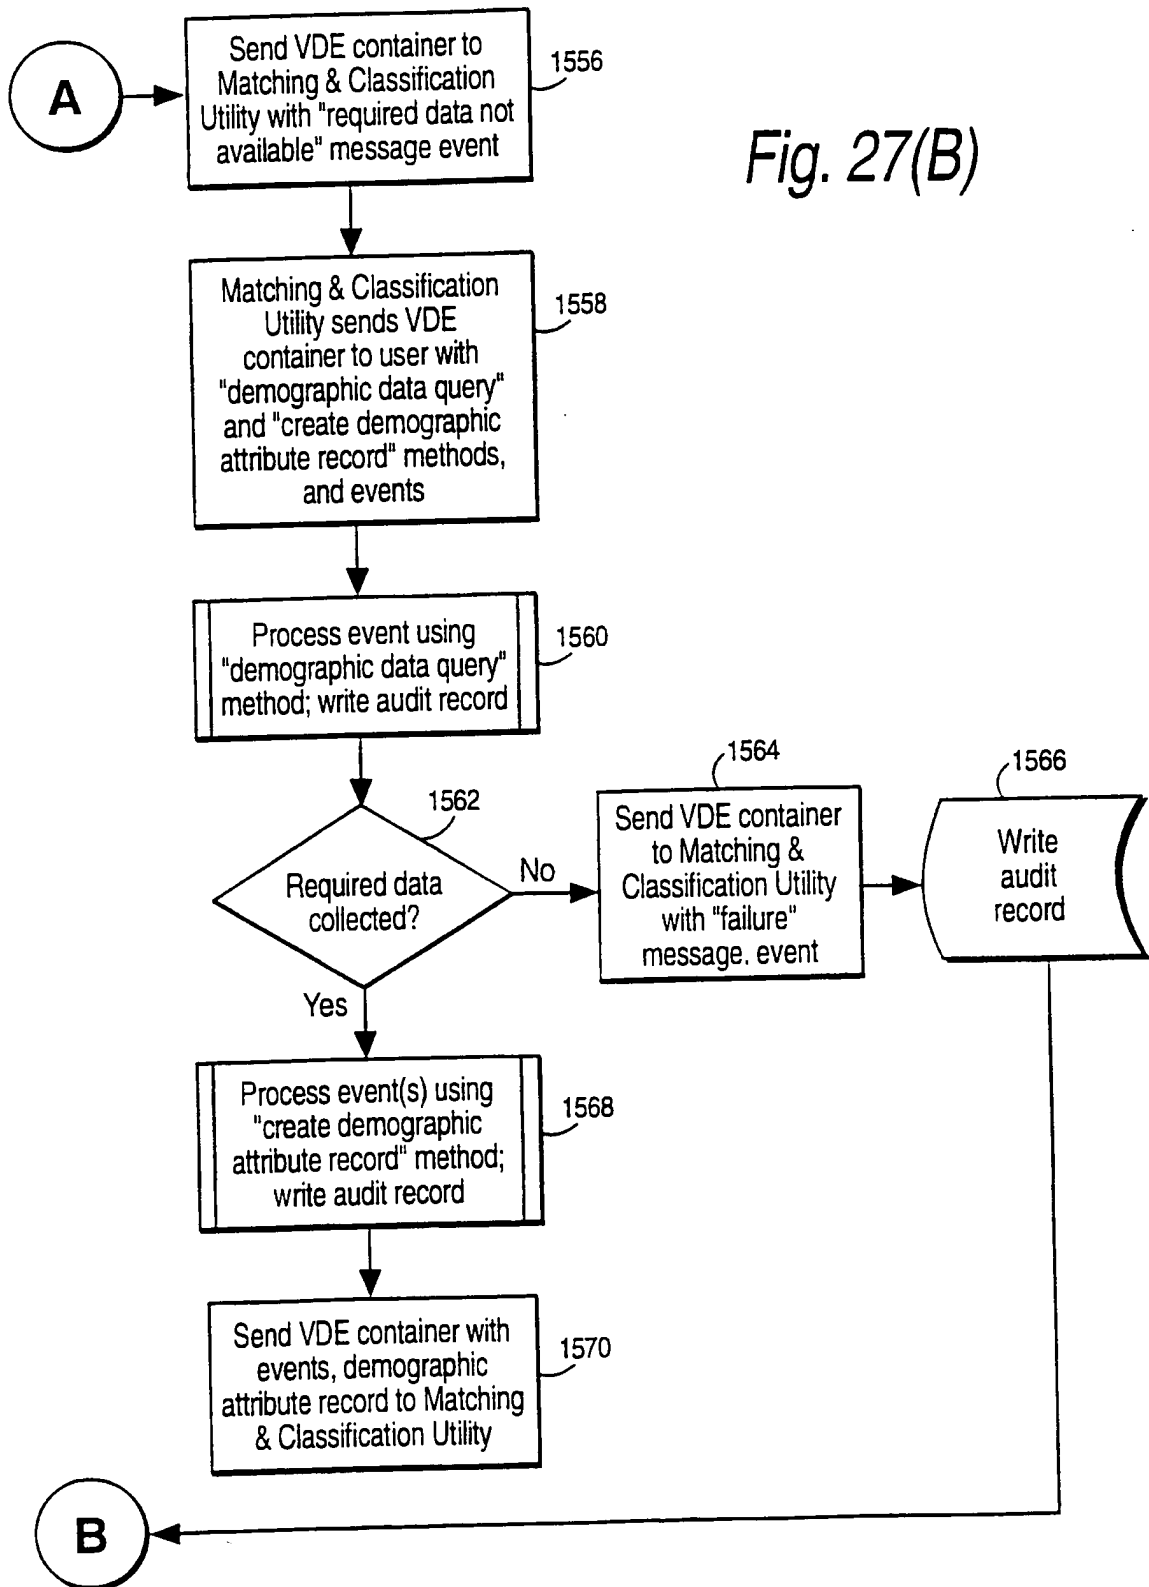 A
Send VDE container to
Matching & Classification
Utility with "required data not
available" message event
1556
Fig. 27(B)
Matching & Classification
Utility sends VDE
container to user with
"demographic data query"
and "create demographic
attribute record" methods,
and events
1558
Process event using
"demographic data query"
method; write audit record
1560
Required data
collected?
1562
No
Yes
Send VDE container
to Matching &
Classification Utility
with "failure"
message. event
1564
Write
audit
record
1566
Process event(s) using
"create demographic
attribute record" method;
write audit record
1568
Send VDE container with
events, demographic
attribute record to Matching
& Classification Utility
1570
B